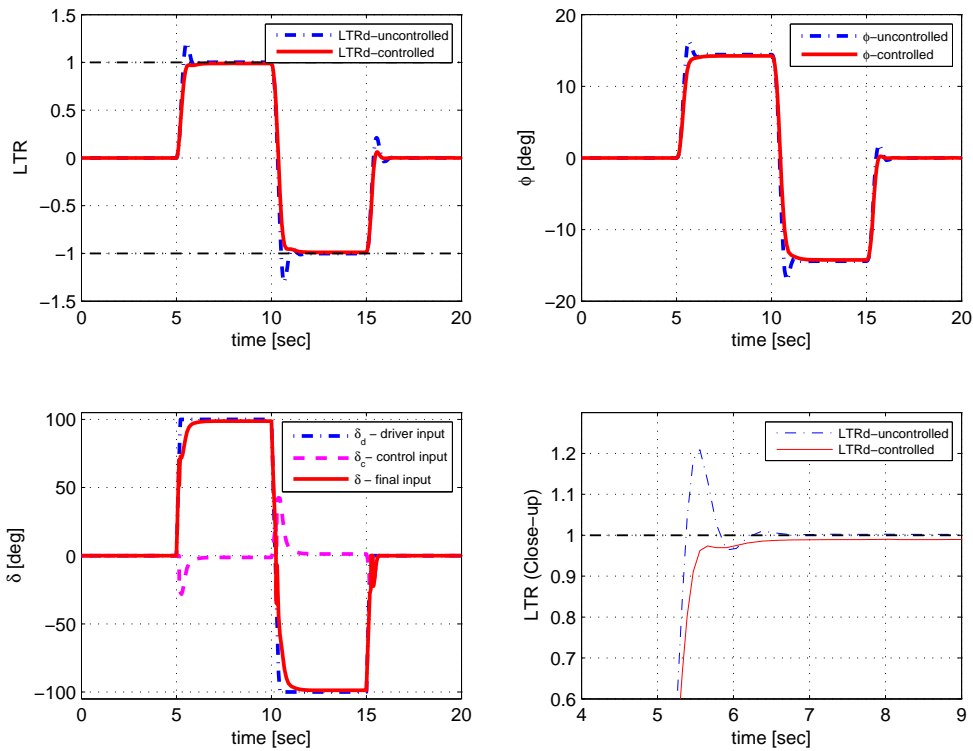 1.5
1
0.5
0
−0.5
−1
−1.5
LTR
LTRd−uncontrolled
LTRd−controlled
0
5
10
15
20
time [sec]
20
10
0
−10
−20
ϕ [deg]
ϕ−uncontrolled
ϕ−controlled
0
5
10
15
20
time [sec]
100
50
0
−50
−100
δ [deg]
δd − driver input
δc − control input
δ − final input
0
5
10
15
20
time [sec]
1.2
1.1
1
0.9
0.8
0.7
0.6
LTR (Close−up)
LTRd−uncontrolled
LTRd−controlled
4
5
6
7
8
9
time [sec]